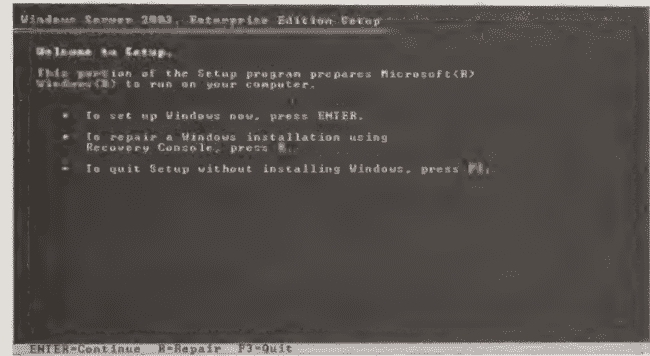 Windows Server 2003, Enterprise Edition Setup
Welcome to Setup.
This portion of the Setup program prepares Microsoft(R)
Windows(R) to run on your computer.
• To set up Windows now, press ENTER.
• To repair a Windows installation using
Recovery Console, press R.
• To quit Setup without installing Windows, press F3.
ENTER=Continue R=Repair F3=Quit